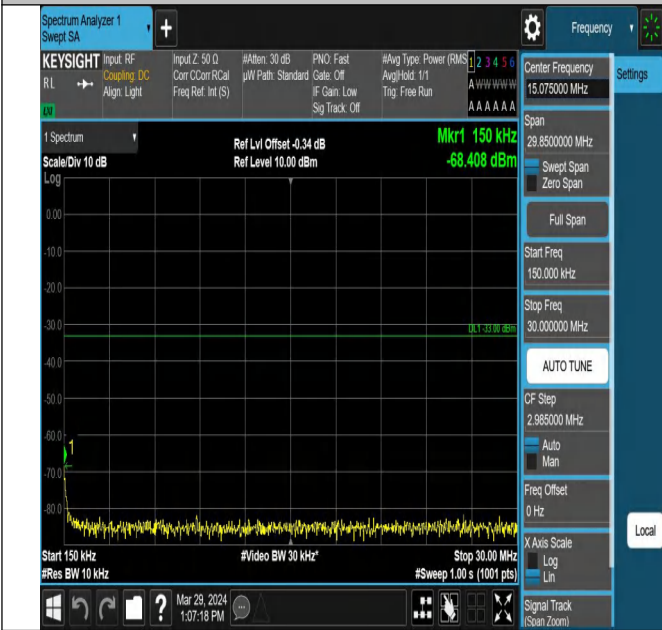 Spectrum Analyzer 1
Swept SA
Frequency
KEYSIGHT
RL
LXI
Input: RF
Coupling: DC
Align: Light
Input Z: 50 Ω
Corr CCorr RCal
Freq Ref: Int (S)
#Atten: 30 dB
µW Path: Standard
PNO: Fast
Gate: Off
IF Gain: Low
Sig Track: Off
#Avg Type: Power (RMS
Avg|Hold: 1/1
Trig: Free Run
1 2 3 4 5 6
A W W W W W
A A A A A A
1 Spectrum
Scale/Div 10 dB
Log
Ref Lvl Offset -0.34 dB
Ref Level 10.00 dBm
Mkr1 150 kHz
-68.408 dBm
0.00
-10.0
-20.0
-30.0
-40.0
-50.0
-60.0
-70.0
-80.0
DL1 -33.00 dBm
1
Start 150 kHz
#Res BW 10 kHz
#Video BW 30 kHz*
Stop 30.00 MHz
#Sweep 1.00 s (1001 pts)
Mar 29, 2024
1:07:18 PM
?
Center Frequency
15.075000 MHz
Settings
Span
29.8500000 MHz
Swept Span
Zero Span
Full Span
Start Freq
150.000 kHz
Stop Freq
30.000000 MHz
AUTO TUNE
CF Step
2.985000 MHz
Auto
Man
Freq Offset
0 Hz
Local
X Axis Scale
Log
Lin
Signal Track
(Span Zoom)